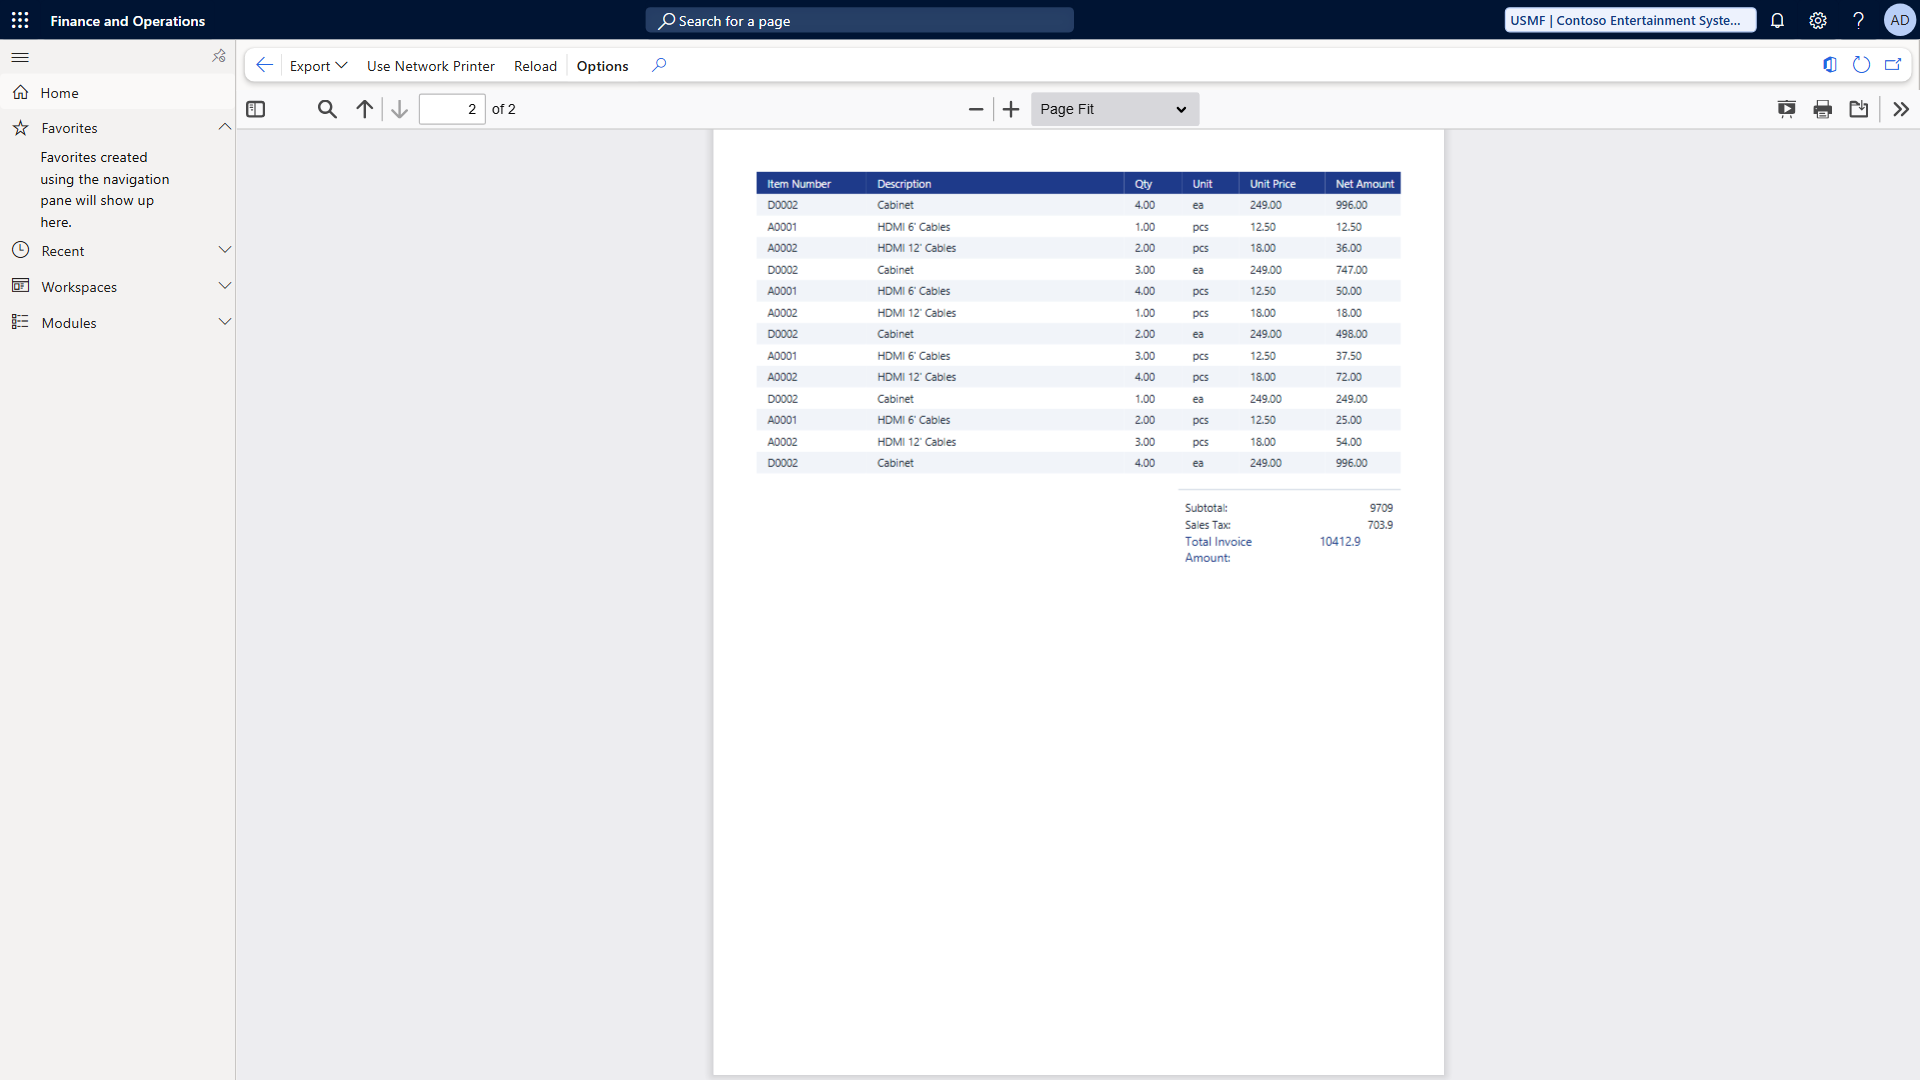 Finance and Operations
Search for a page
USMF | Contoso Entertainment Syste...
AD
Export Use Network Printer Reload Options
Home
2 of 2
Page Fit
Favorites
Favorites created
using the navigation
pane will show up
here.
Recent
Workspaces
Modules
Item Number Description Qty Unit Unit Price Net Amount
D0002 Cabinet 4.00 ea 249.00 996.00
A0001 HDMI 6' Cables 1.00 pcs 12.50 12.50
A0002 HDMI 12' Cables 2.00 pcs 18.00 36.00
D0002 Cabinet 3.00 ea 249.00 747.00
A0001 HDMI 6' Cables 4.00 pcs 12.50 50.00
A0002 HDMI 12' Cables 1.00 pcs 18.00 18.00
D0002 Cabinet 2.00 ea 249.00 498.00
A0001 HDMI 6' Cables 3.00 pcs 12.50 37.50
A0002 HDMI 12' Cables 4.00 pcs 18.00 72.00
D0002 Cabinet 1.00 ea 249.00 249.00
A0001 HDMI 6' Cables 2.00 pcs 12.50 25.00
A0002 HDMI 12' Cables 3.00 pcs 18.00 54.00
D0002 Cabinet 4.00 ea 249.00 996.00
Subtotal: 9709
Sales Tax: 703.9
Total Invoice 10412.9
Amount: